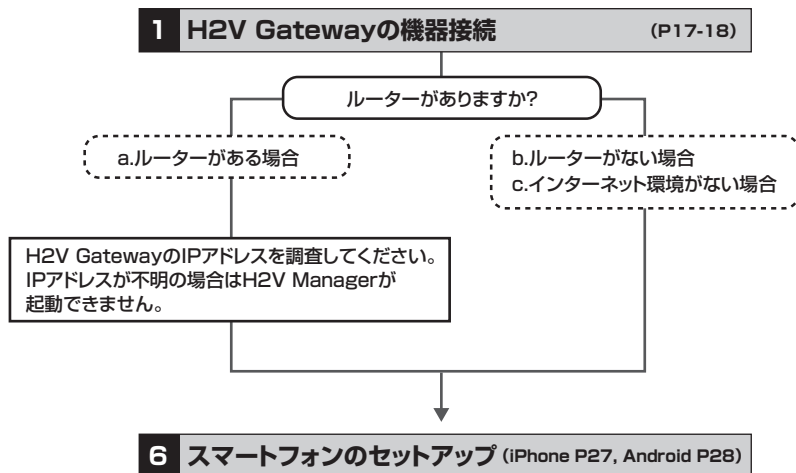 1 H2V Gatewayの機器接続 (P17-18)
ルーターがありますか?
a.ルーターがある場合
b.ルーターがない場合
c.インターネット環境がない場合
H2V GatewayのIPアドレスを調査してください。
IPアドレスが不明の場合はH2V Managerが
起動できません。
6 スマートフォンのセットアップ (iPhone P27, Android P28)